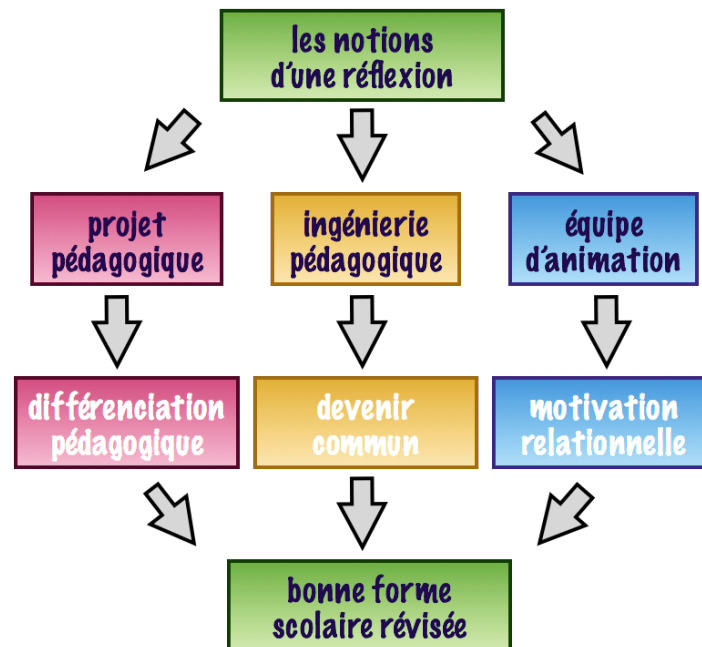 les notions
d'une réflexion
projet
pédagogique
ingénierie
pédagogique
équipe
d'animation
différenciation
pédagogique
devenir
commun
motivation
relationnelle
bonne forme
scolaire révisée